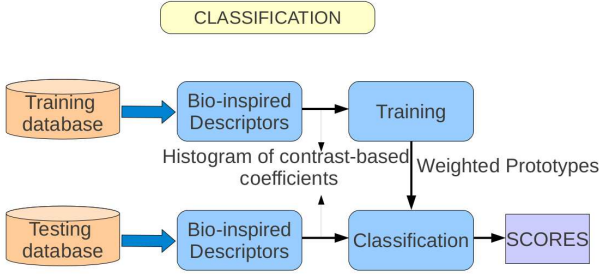 CLASSIFICATION
Training
database
Bio-inspired
Descriptors
Training
Histogram of contrast-based
coefficients
Weighted Prototypes
Testing
database
Bio-inspired
Descriptors
Classification
SCORES